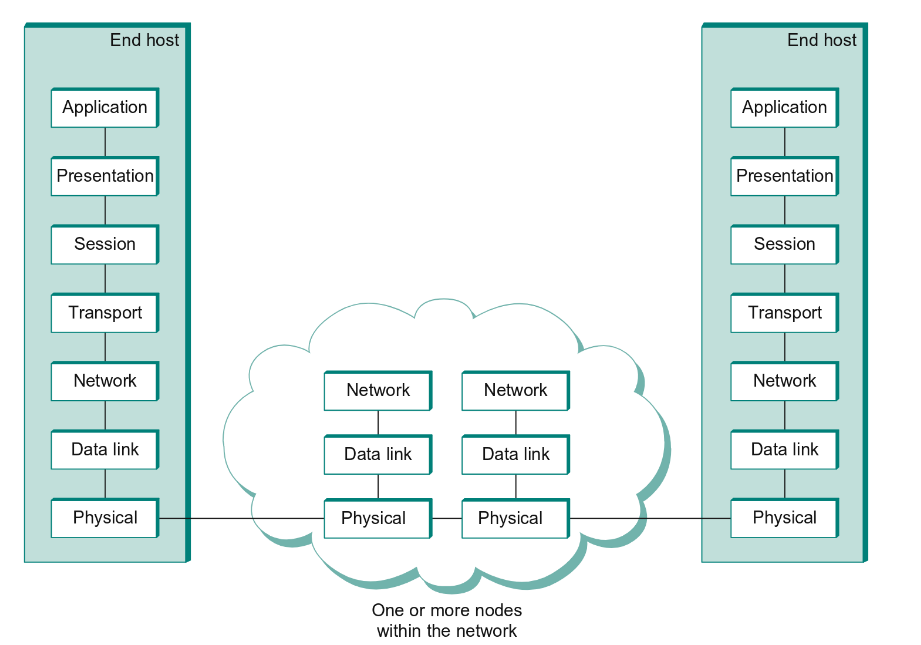 End host
Application
Presentation
Session
Transport
Network
Data link
Physical
Network
Data link
Physical
Network
Data link
Physical
One or more nodes
within the network
End host
Application
Presentation
Session
Transport
Network
Data link
Physical